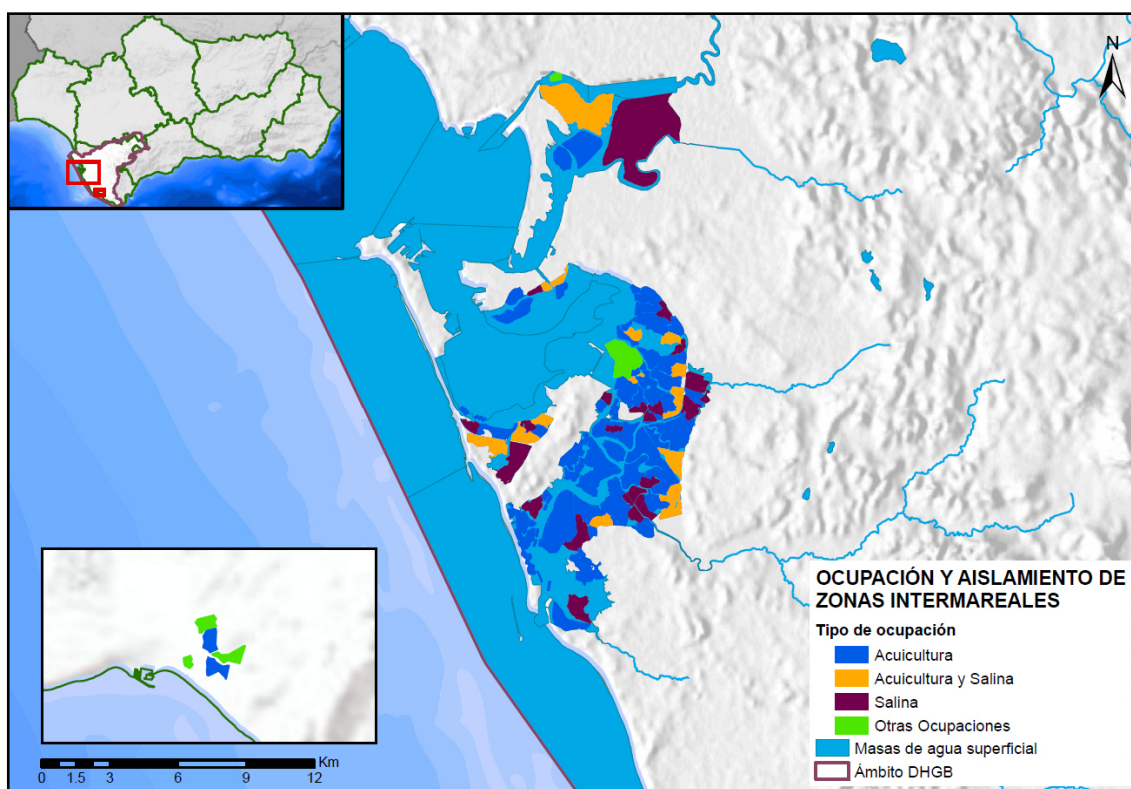 N
OCUPACIÓN Y AISLAMIENTO DE
ZONAS INTERMAREALES
Tipo de ocupación
Acuicultura
Acuicultura y Salina
Salina
Otras Ocupaciones
Masas de agua superficial
Ámbito DHGB
Km
0 1.5 3 6 9 12